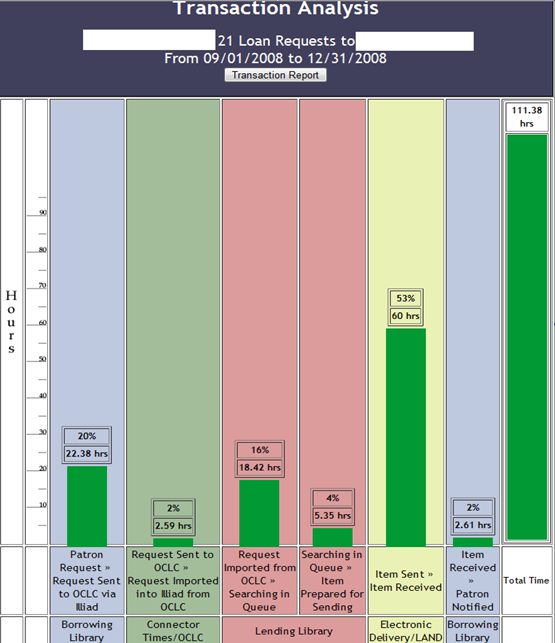 Transaction Analysis
21 Loan Requests to
From 09/01/2008 to 12/31/2008
Transaction Report
111.38
hrs
90
80
70
60
50
40
30
20
10
Hours
20%
22.38 hrs
2%
2.59 hrs
16%
18.42 hrs
4%
5.35 hrs
53%
60 hrs
2%
2.61 hrs
Patron
Request »
Request Sent
to OCLC via
Illiad
Request Sent to
OCLC »
Request Imported
into Illiad from
OCLC
Request
Imported from
OCLC »
Searching in
Queue
Searching in
Queue »
Item
Prepared for
Sending
Item Sent »
Item Received
Item
Received
»
Patron
Notified
Total Time
Borrowing
Library
Connector
Times/OCLC
Lending Library
Electronic
Delivery/LAND
Borrowing
Library